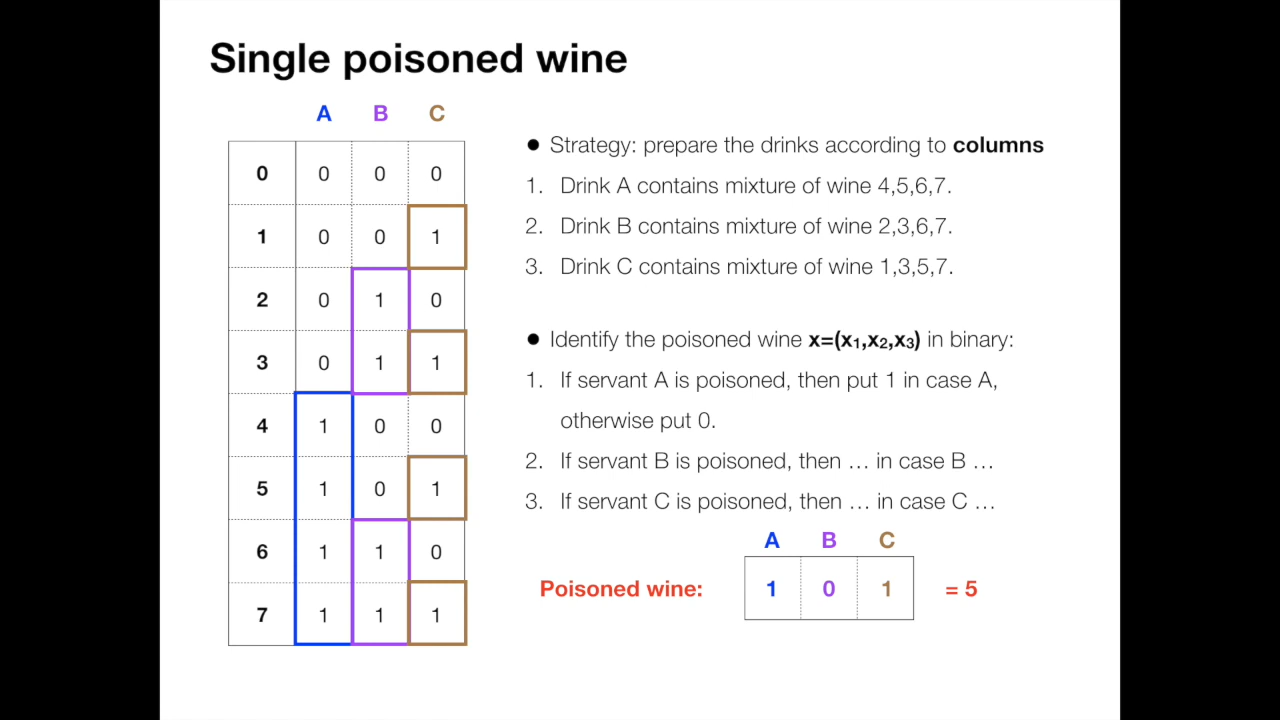 Single poisoned wine
A B C
0 0 0 0
1 0 0 1
2 0 1 0
3 0 1 1
4 1 0 0
5 1 0 1
6 1 1 0
7 1 1 1
● Strategy: prepare the drinks according to columns
1. Drink A contains mixture of wine 4,5,6,7.
2. Drink B contains mixture of wine 2,3,6,7.
3. Drink C contains mixture of wine 1,3,5,7.
● Identify the poisoned wine x=(x₁,x₂,x₃) in binary:
1. If servant A is poisoned, then put 1 in case A,
otherwise put 0.
2. If servant B is poisoned, then … in case B …
3. If servant C is poisoned, then … in case C …
A B C
Poisoned wine: 1 0 1 = 5